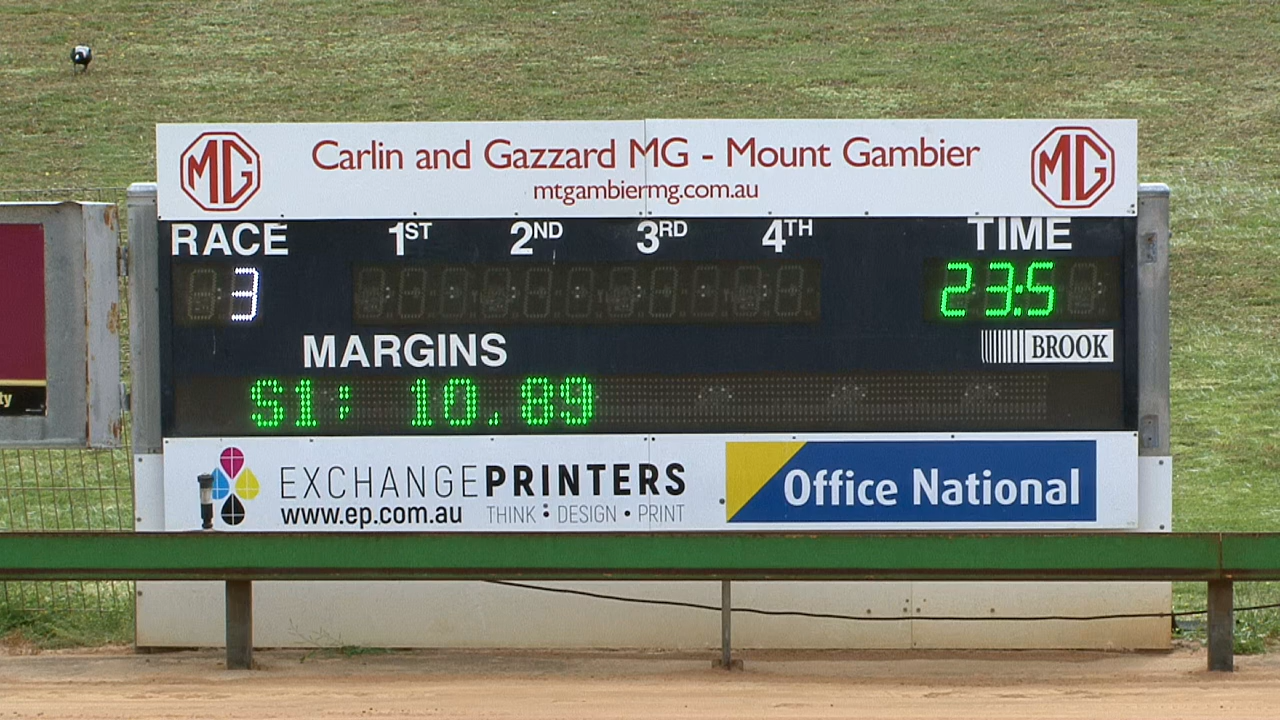 MG Carlin and Gazzard MG - Mount Gambier MG
mtgambiermg.com.au
RACE 1ST 2ND 3RD 4TH TIME
3 23:5
MARGINS BROOK
S1: 10.89
ty
EXCHANGEPRINTERS Office National
www.ep.com.au THINK • DESIGN • PRINT